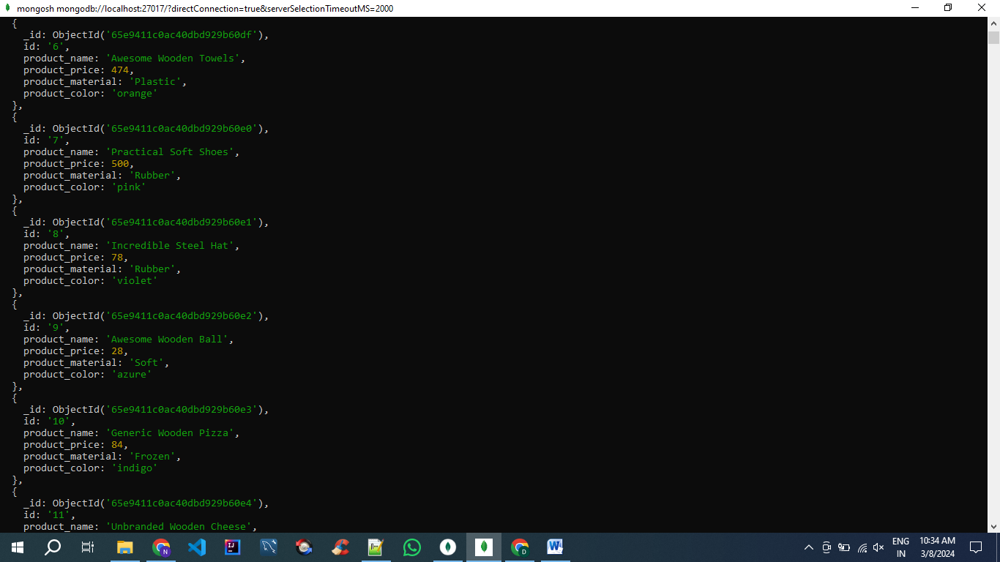 mongosh mongodb://localhost:27017/?directConnection=true&serverSelectionTimeoutMS=2000
{
_id: ObjectId('65e9411c0ac40dbd929b60df'),
id: '6',
product_name: 'Awesome Wooden Towels',
product_price: 474,
product_material: 'Plastic',
product_color: 'orange'
},
{
_id: ObjectId('65e9411c0ac40dbd929b60e0'),
id: '7',
product_name: 'Practical Soft Shoes',
product_price: 500,
product_material: 'Rubber',
product_color: 'pink'
},
{
_id: ObjectId('65e9411c0ac40dbd929b60e1'),
id: '8',
product_name: 'Incredible Steel Hat',
product_price: 78,
product_material: 'Rubber',
product_color: 'violet'
},
{
_id: ObjectId('65e9411c0ac40dbd929b60e2'),
id: '9',
product_name: 'Awesome Wooden Ball',
product_price: 28,
product_material: 'Soft',
product_color: 'azure'
},
{
_id: ObjectId('65e9411c0ac40dbd929b60e3'),
id: '10',
product_name: 'Generic Wooden Pizza',
product_price: 84,
product_material: 'Frozen',
product_color: 'indigo'
},
{
_id: ObjectId('65e9411c0ac40dbd929b60e4'),
id: '11',
product_name: 'Unbranded Wooden Cheese',
ENG 10:34 AM
IN 3/8/2024